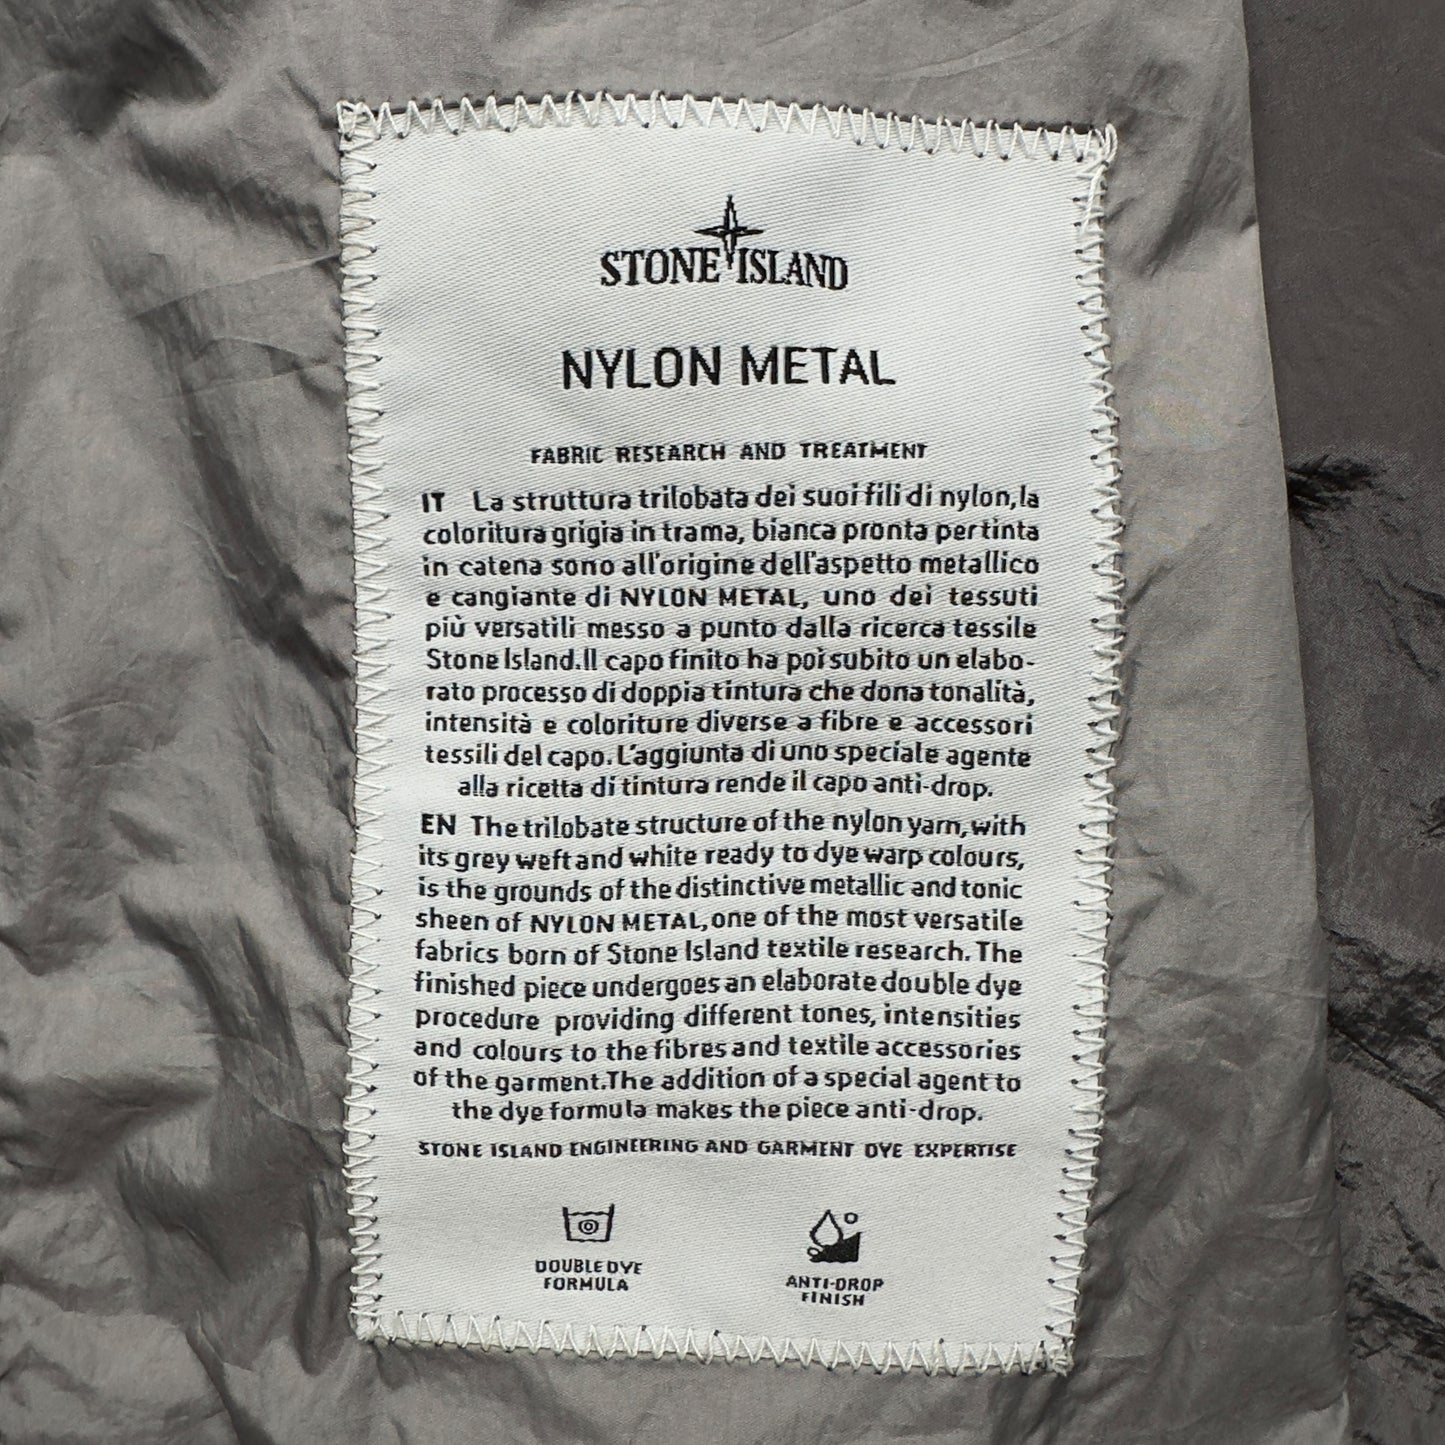 STONE ISLAND
NYLON METAL
FABRIC RESEARCH AND TREATMENT
IT La struttura trilobata dei suoi fili di nylon, la
coloritura grigia in trama, bianca pronta per tinta
in catena sono all'origine dell'aspetto metallico
e cangiante di NYLON METAL, uno dei tessuti
più versatili messo a punto dalla ricerca tessile
Stone Island. Il capo finito ha poi subito un elabo-
rato processo di doppia tintura che dona tonalità,
intensità e coloriture diverse a fibre e accessori
tessili del capo. L'aggiunta di uno speciale agente
alla ricetta di tintura rende il capo anti-drop.
EN The trilobate structure of the nylon yarn, with
its grey weft and white ready to dye warp colours,
is the grounds of the distinctive metallic and tonic
sheen of NYLON METAL, one of the most versatile
fabrics born of Stone Island textile research. The
finished piece undergoes an elaborate double dye
procedure providing different tones, intensities
and colours to the fibres and textile accessories
of the garment. The addition of a special agent to
the dye formula makes the piece anti-drop.
STONE ISLAND ENGINEERING AND GARMENT DYE EXPERTISE
DOUBLE DYE
FORMULA
ANTI-DROP
FINISH